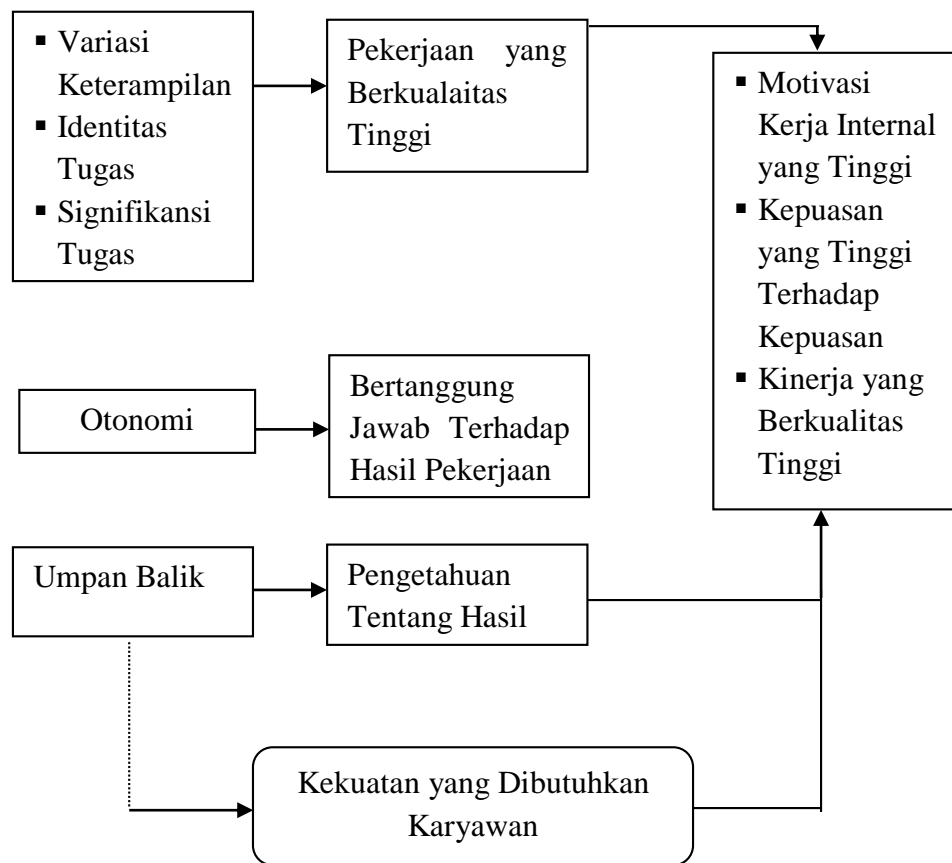 ▪ Variasi
Keterampilan
▪ Identitas
Tugas
▪ Signifikansi
Tugas
Pekerjaan yang
Berkualaitas
Tinggi
▪ Motivasi
Kerja Internal
yang Tinggi
▪ Kepuasan
yang Tinggi
Terhadap
Kepuasan
▪ Kinerja yang
Berkualitas
Tinggi
Otonomi
Bertanggung
Jawab Terhadap
Hasil Pekerjaan
Umpan Balik
Pengetahuan
Tentang Hasil
Kekuatan yang Dibutuhkan
Karyawan